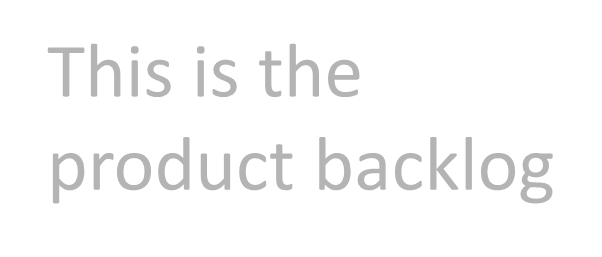 This is the
product backlog